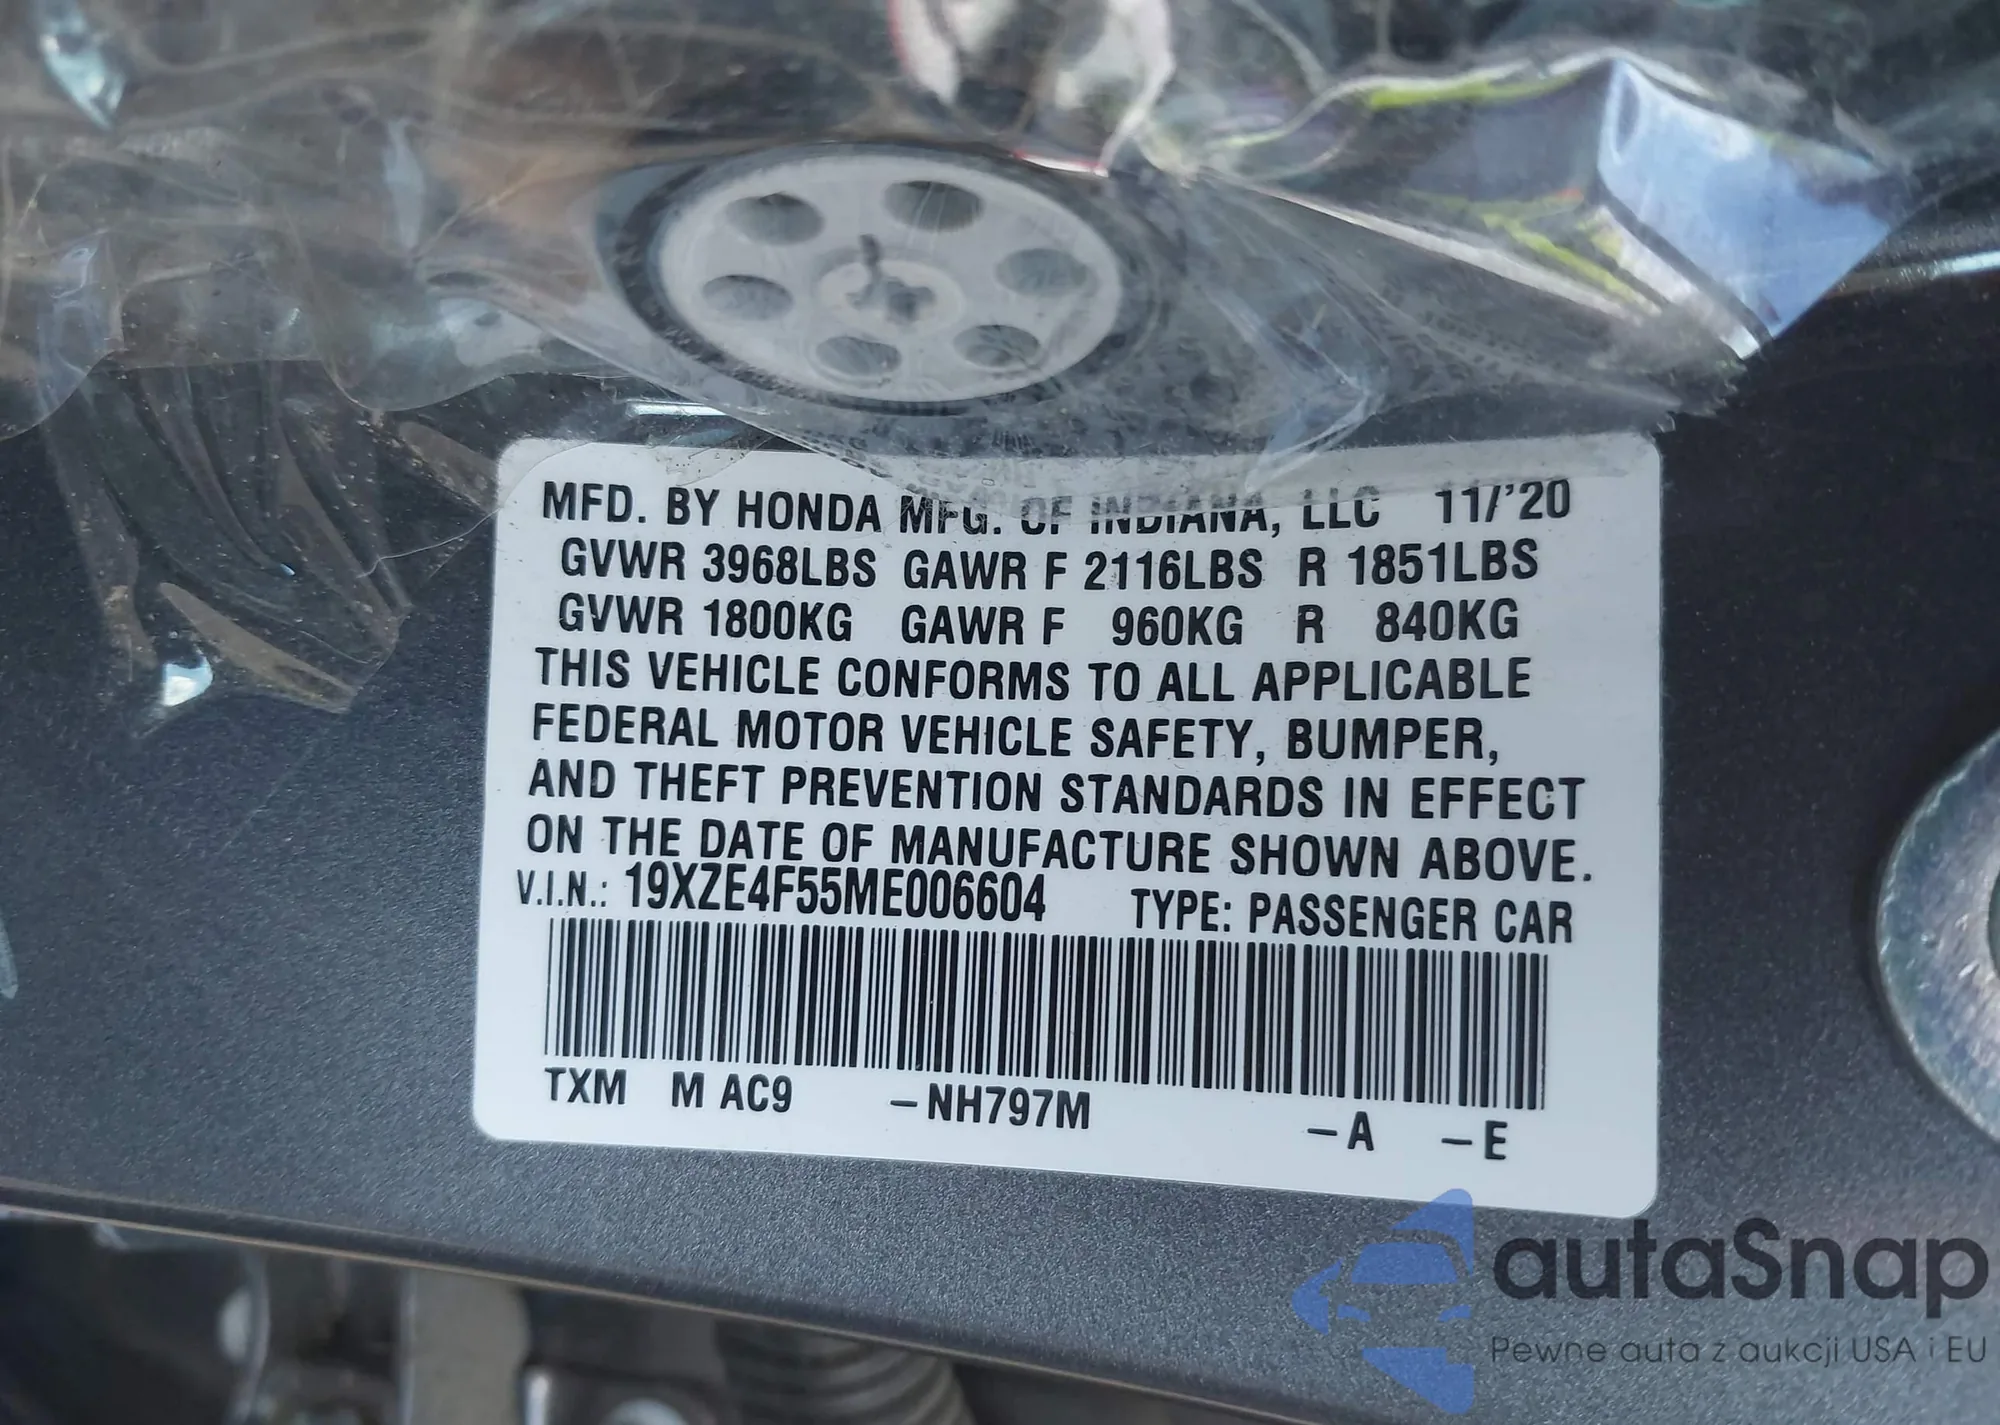 MFD. BY HONDA MFG. OF INDIANA, LLC 11/'20
GVWR 3968LBS GAWR F 2116LBS R 1851LBS
GVWR 1800KG GAWR F 960KG R 840KG
THIS VEHICLE CONFORMS TO ALL APPLICABLE
FEDERAL MOTOR VEHICLE SAFETY, BUMPER,
AND THEFT PREVENTION STANDARDS IN EFFECT
ON THE DATE OF MANUFACTURE SHOWN ABOVE.
V.I.N.: 19XZE4F55ME006604 TYPE: PASSENGER CAR
TXM M AC9 –NH797M –A –E
autaSnap
Pewne auta z aukcji USA i EU